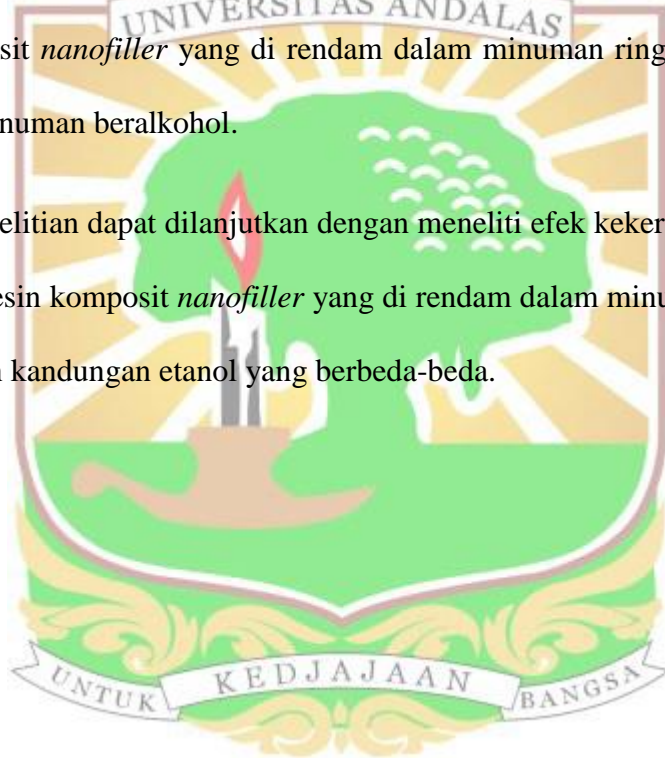 UNIVERSITAS ANDALAS
sit nanofiller yang di rendam dalam minuman ring
numan beralkohol.
elitian dapat dilanjutkan dengan meneliti efek keker
esin komposit nanofiller yang di rendam dalam minu
n kandungan etanol yang berbeda-beda.
UNTUK KEDJAJAAN BANGSA